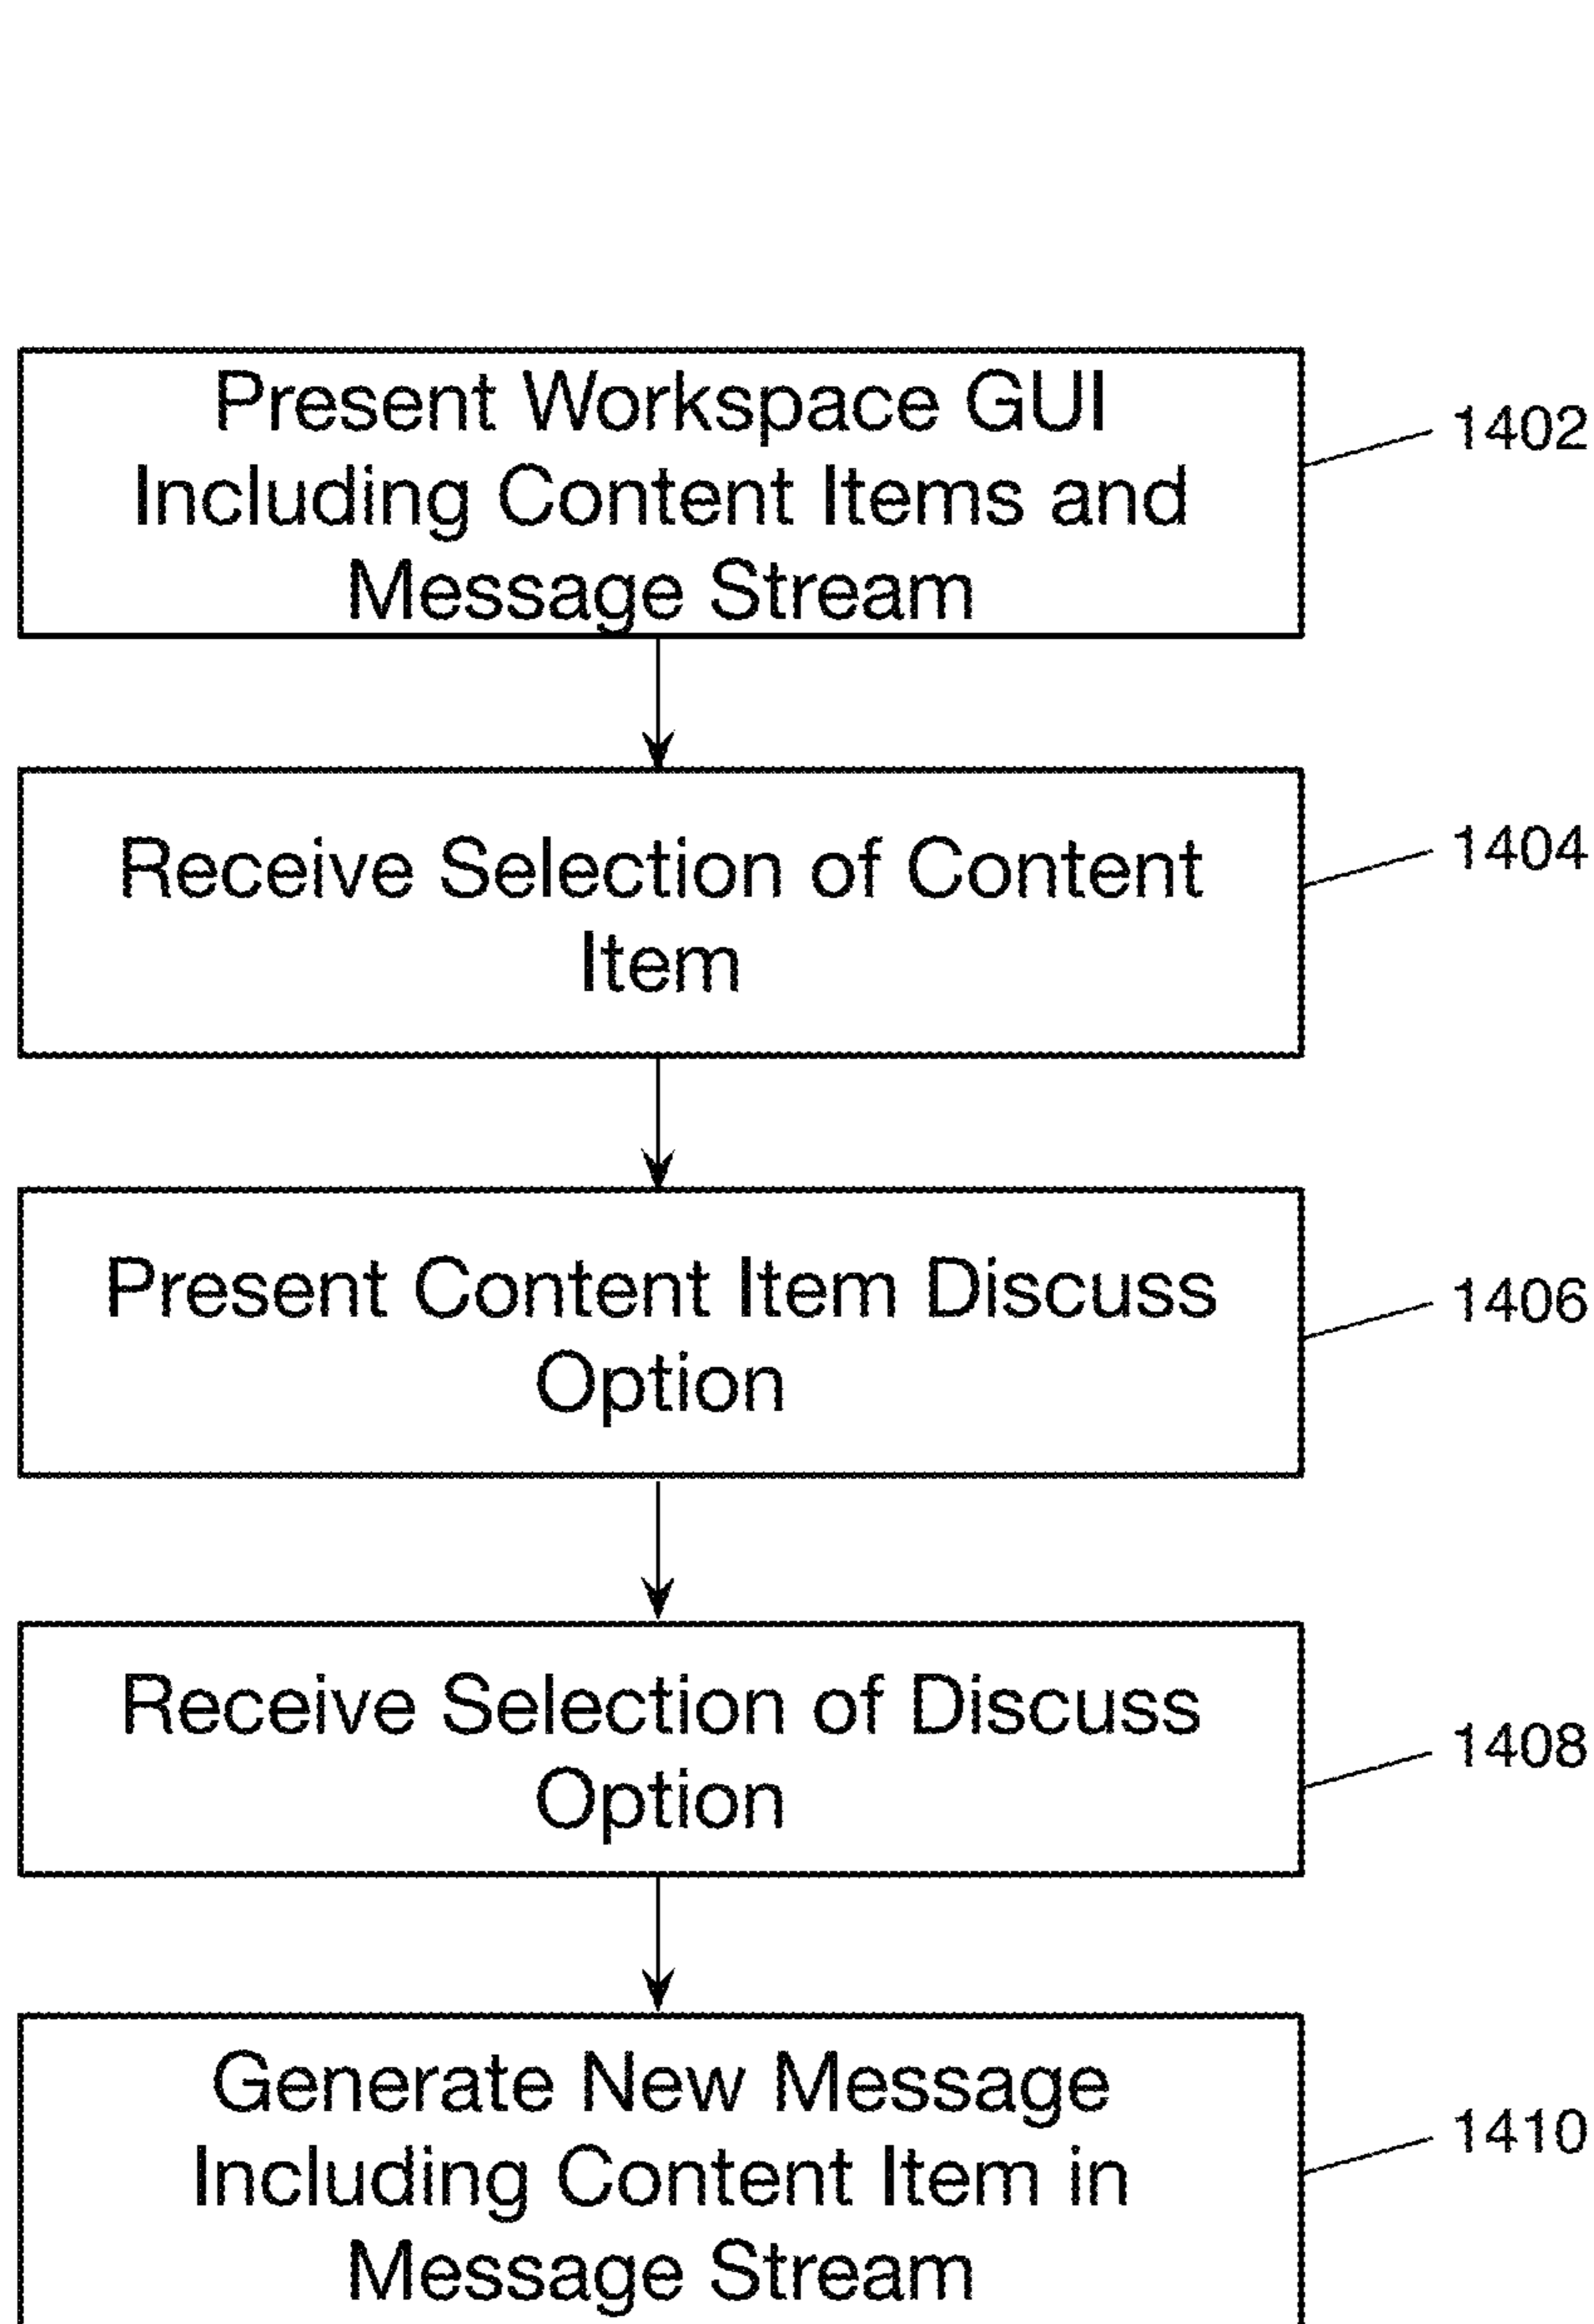 Present Workspace GUI
Including Content Items and
Message Stream
1402
Receive Selection of Content
Item
1404
Present Content Item Discuss
Option
1406
Receive Selection of Discuss
Option
1408
Generate New Message
Including Content Item in
Message Stream
1410